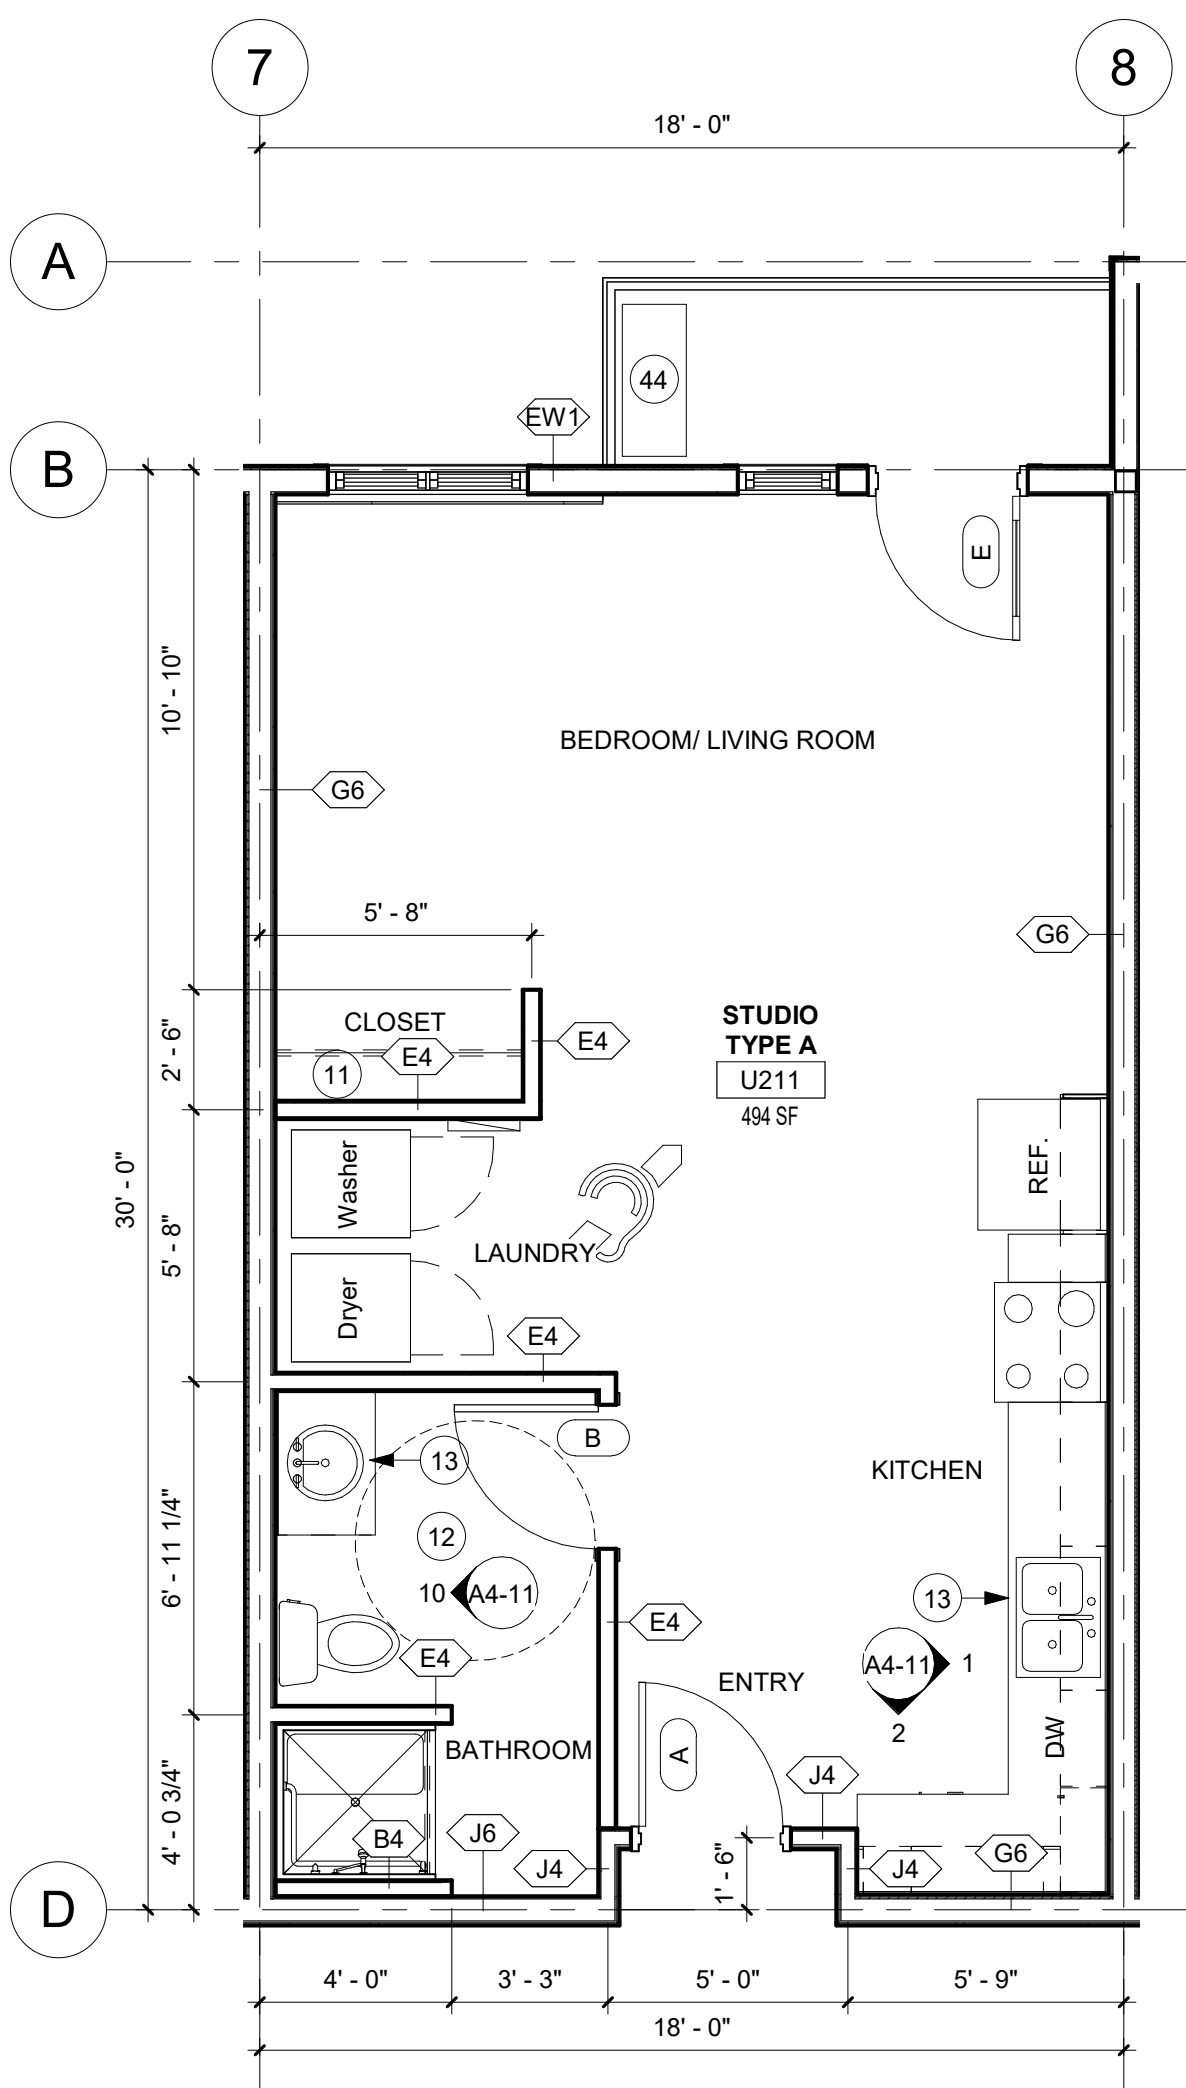 7
8
18' - 0"
A
44
EW1
B
E
10' - 10"
BEDROOM/ LIVING ROOM
G6
5' - 8"
G6
STUDIO
TYPE A
U211
494 SF
CLOSET
E4
E4
11
2' - 6"
Washer
REF.
30' - 0"
5' - 8"
LAUNDRY
Dryer
E4
B
13
KITCHEN
12
6' - 11 1/4"
10
A4-11
13
E4
E4
A4-11
1
2
ENTRY
BATHROOM
A
DW
J4
4' - 0 3/4"
B4
J6
J4
1' - 6"
J4
G6
D
4' - 0"
3' - 3"
5' - 0"
5' - 9"
18' - 0"